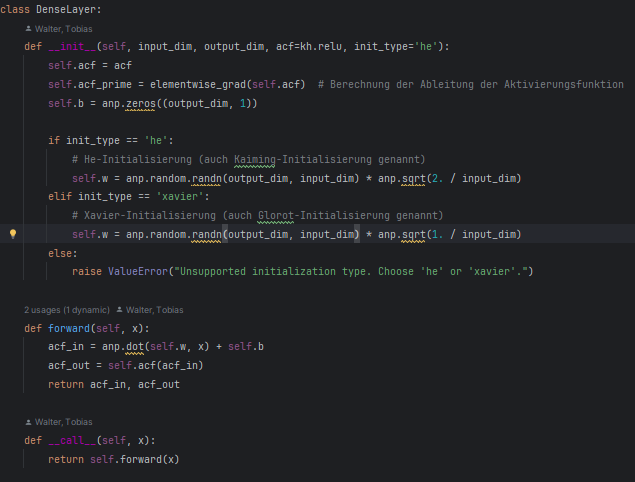 class DenseLayer:
Walter, Tobias
def __init__(self, input_dim, output_dim, acf=kh.relu, init_type='he'):
self.acf = acf
self.acf_prime = elementwise_grad(self.acf)  # Berechnung der Ableitung der Aktivierungsfunktion
self.b = anp.zeros((output_dim, 1))
if init_type == 'he':
# He-Initialisierung (auch Kaiming-Initialisierung genannt)
self.w = anp.random.randn(output_dim, input_dim) * anp.sqrt(2. / input_dim)
elif init_type == 'xavier':
# Xavier-Initialisierung (auch Glorot-Initialisierung genannt)
self.w = anp.random.randn(output_dim, input_dim) * anp.sqrt(1. / input_dim)
else:
raise ValueError("Unsupported initialization type. Choose 'he' or 'xavier'.")
2 usages (1 dynamic) Walter, Tobias
def forward(self, x):
acf_in = anp.dot(self.w, x) + self.b
acf_out = self.acf(acf_in)
return acf_in, acf_out
Walter, Tobias
def __call__(self, x):
return self.forward(x)